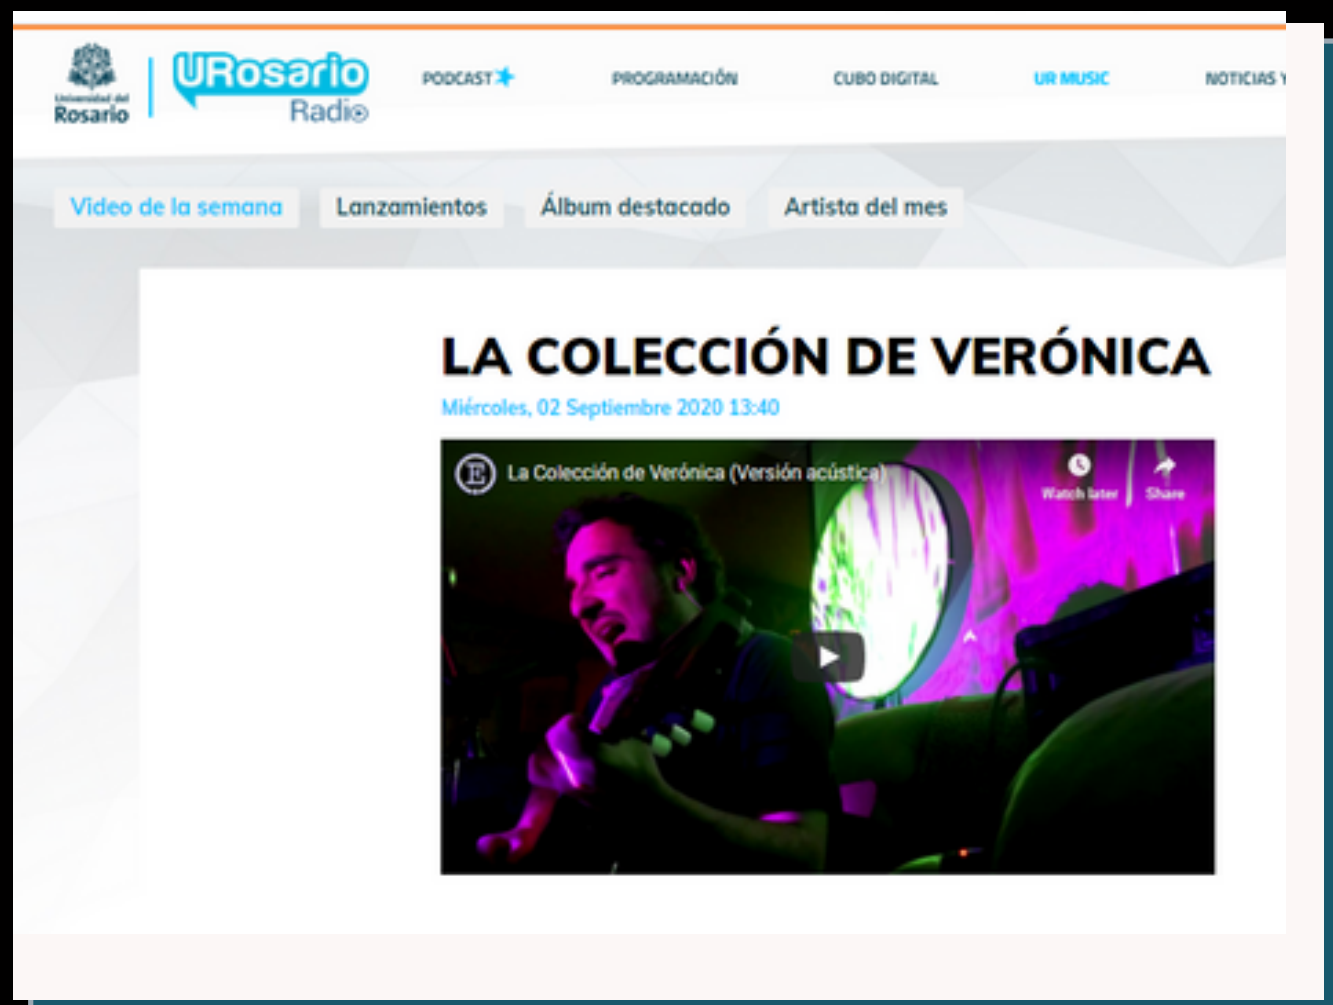 Universidad del
Rosario
URosario
Radio
PODCAST
PROGRAMACIÓN
CUBO DIGITAL
UR MUSIC
NOTICIAS Y
Video de la semana
Lanzamientos
Álbum destacado
Artista del mes
LA COLECCIÓN DE VERÓNICA
Miércoles, 02 Septiembre 2020 13:40
E
La Colección de Verónica (Versión acústica)
Watch later
Share